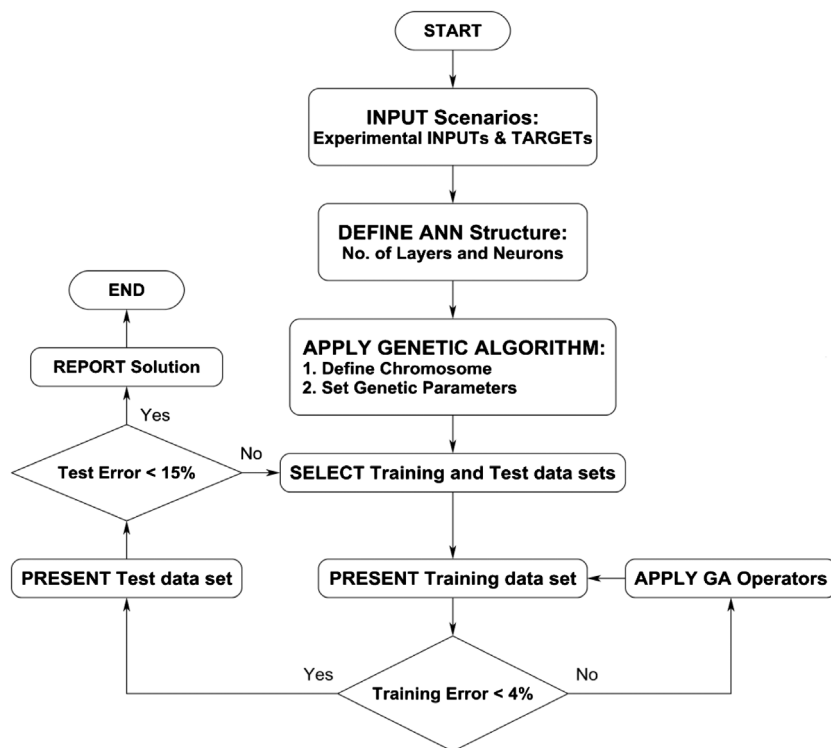 START
INPUT Scenarios:
Experimental INPUTs & TARGETs
DEFINE ANN Structure:
No. of Layers and Neurons
END
APPLY GENETIC ALGORITHM:
1. Define Chromosome
2. Set Genetic Parameters
REPORT Solution
Yes
No
Test Error < 15%
SELECT Training and Test data sets
PRESENT Test data set
PRESENT Training data set
APPLY GA Operators
Yes
No
Training Error < 4%